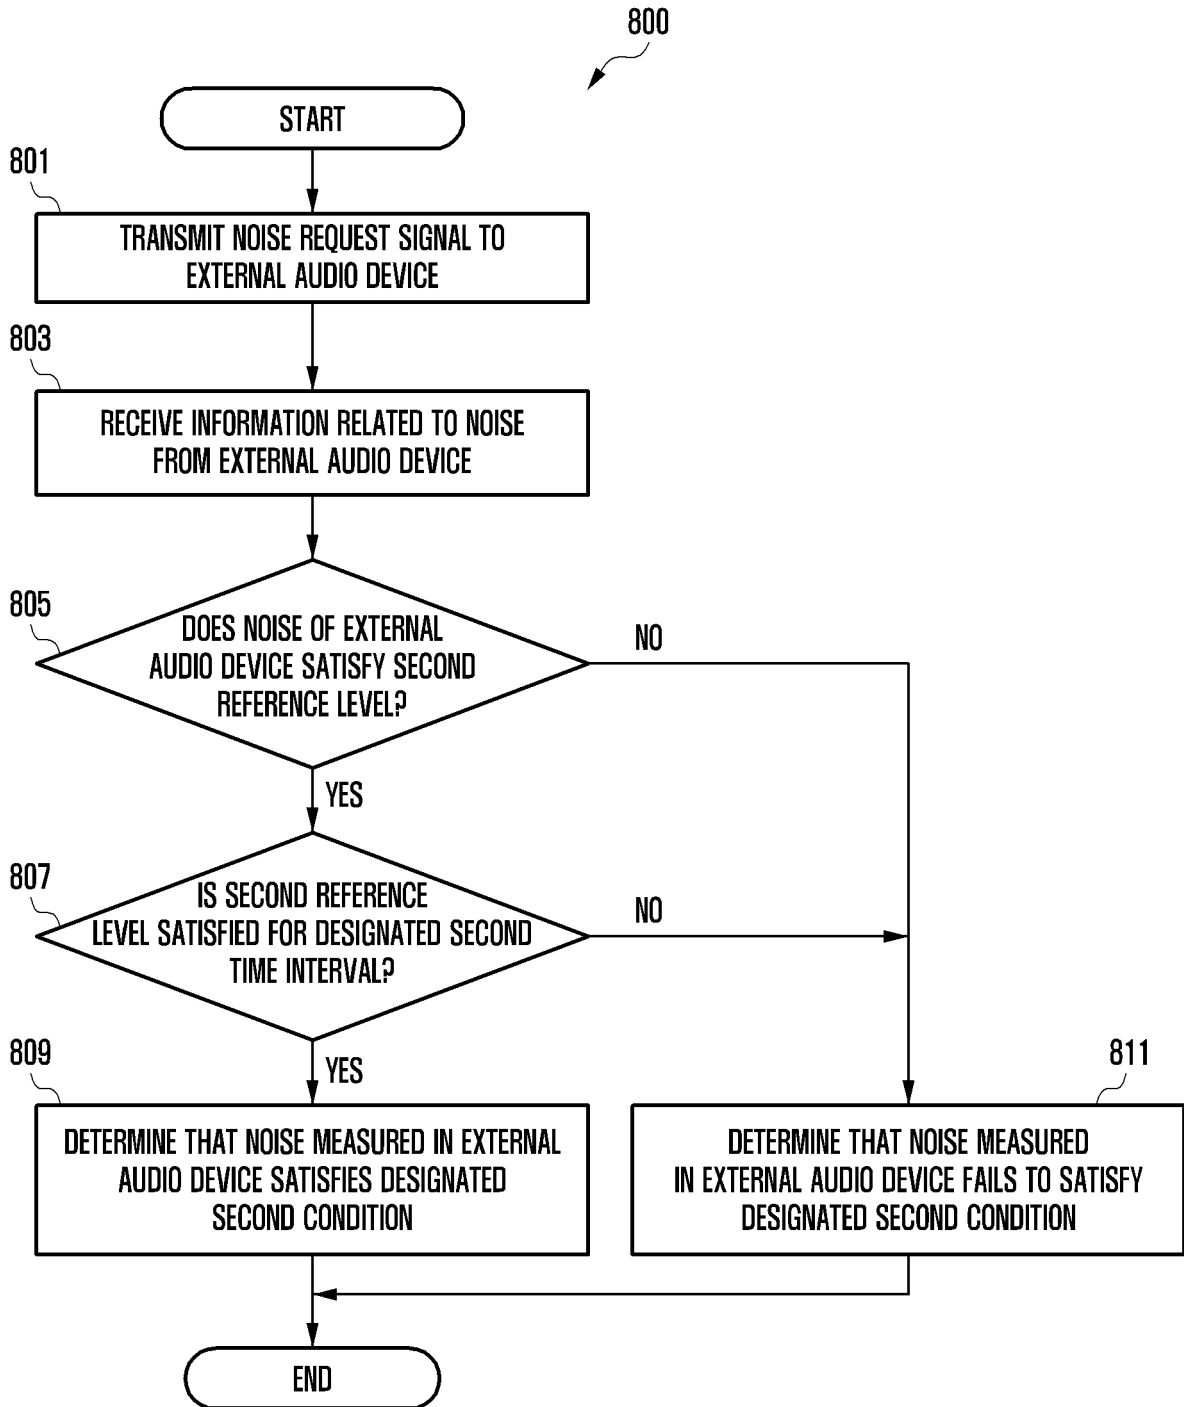 800
START
801
TRANSMIT NOISE REQUEST SIGNAL TO
EXTERNAL AUDIO DEVICE
803
RECEIVE INFORMATION RELATED TO NOISE
FROM EXTERNAL AUDIO DEVICE
805
DOES NOISE OF EXTERNAL
AUDIO DEVICE SATISFY SECOND
REFERENCE LEVEL?
NO
YES
807
IS SECOND REFERENCE
LEVEL SATISFIED FOR DESIGNATED SECOND
TIME INTERVAL?
NO
YES
809
DETERMINE THAT NOISE MEASURED IN EXTERNAL
AUDIO DEVICE SATISFIES DESIGNATED
SECOND CONDITION
811
DETERMINE THAT NOISE MEASURED
IN EXTERNAL AUDIO DEVICE FAILS TO SATISFY
DESIGNATED SECOND CONDITION
END